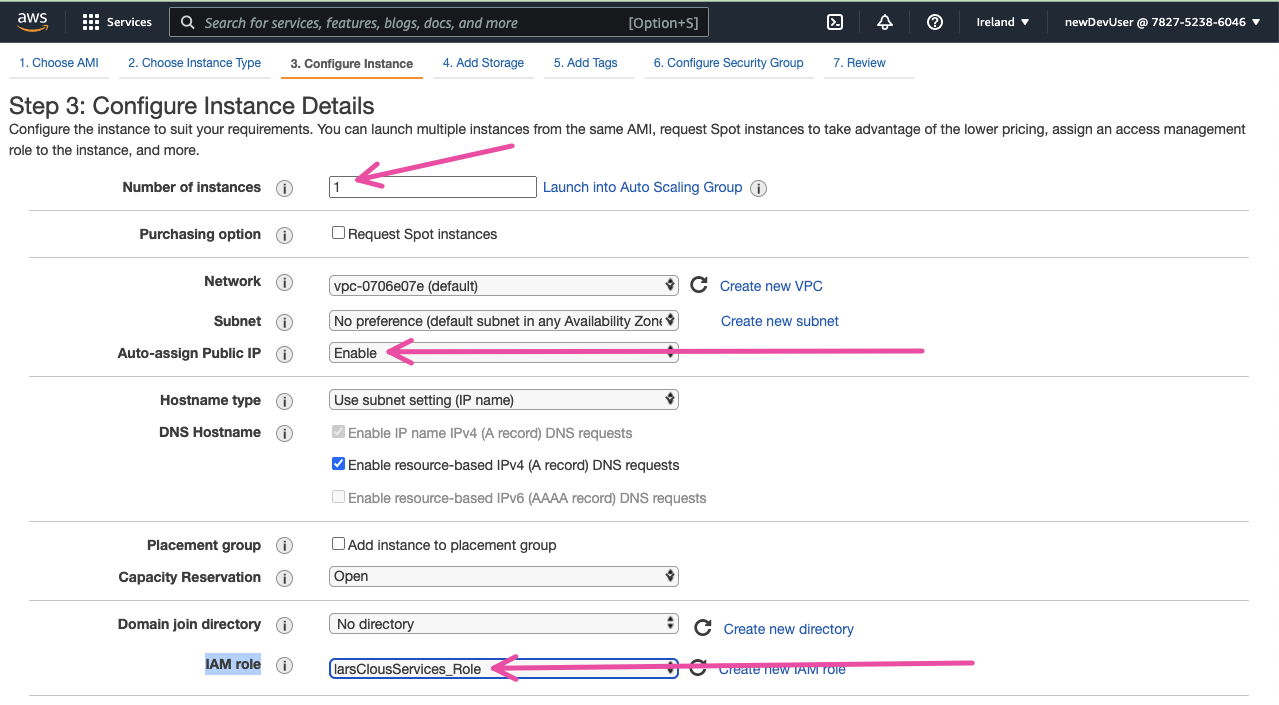 aws
Services
Search for services, features, blogs, docs, and more [Option+S]
Ireland
newDevUser @ 7827-5238-6046
1. Choose AMI
2. Choose Instance Type
3. Configure Instance
4. Add Storage
5. Add Tags
6. Configure Security Group
7. Review
Step 3: Configure Instance Details
Configure the instance to suit your requirements. You can launch multiple instances from the same AMI, request Spot instances to take advantage of the lower pricing, assign an access management
role to the instance, and more.
Number of instances i 1 Launch into Auto Scaling Group i
Purchasing option i Request Spot instances
Network i vpc-0706e07e (default) Create new VPC
Subnet i No preference (default subnet in any Availability Zone Create new subnet
Auto-assign Public IP i Enable
Hostname type i Use subnet setting (IP name)
DNS Hostname i Enable IP name IPv4 (A record) DNS requests
Enable resource-based IPv4 (A record) DNS requests
Enable resource-based IPv6 (AAAA record) DNS requests
Placement group i Add instance to placement group
Capacity Reservation i Open
Domain join directory i No directory Create new directory
IAM role i larsClousServices_Role Create new IAM role